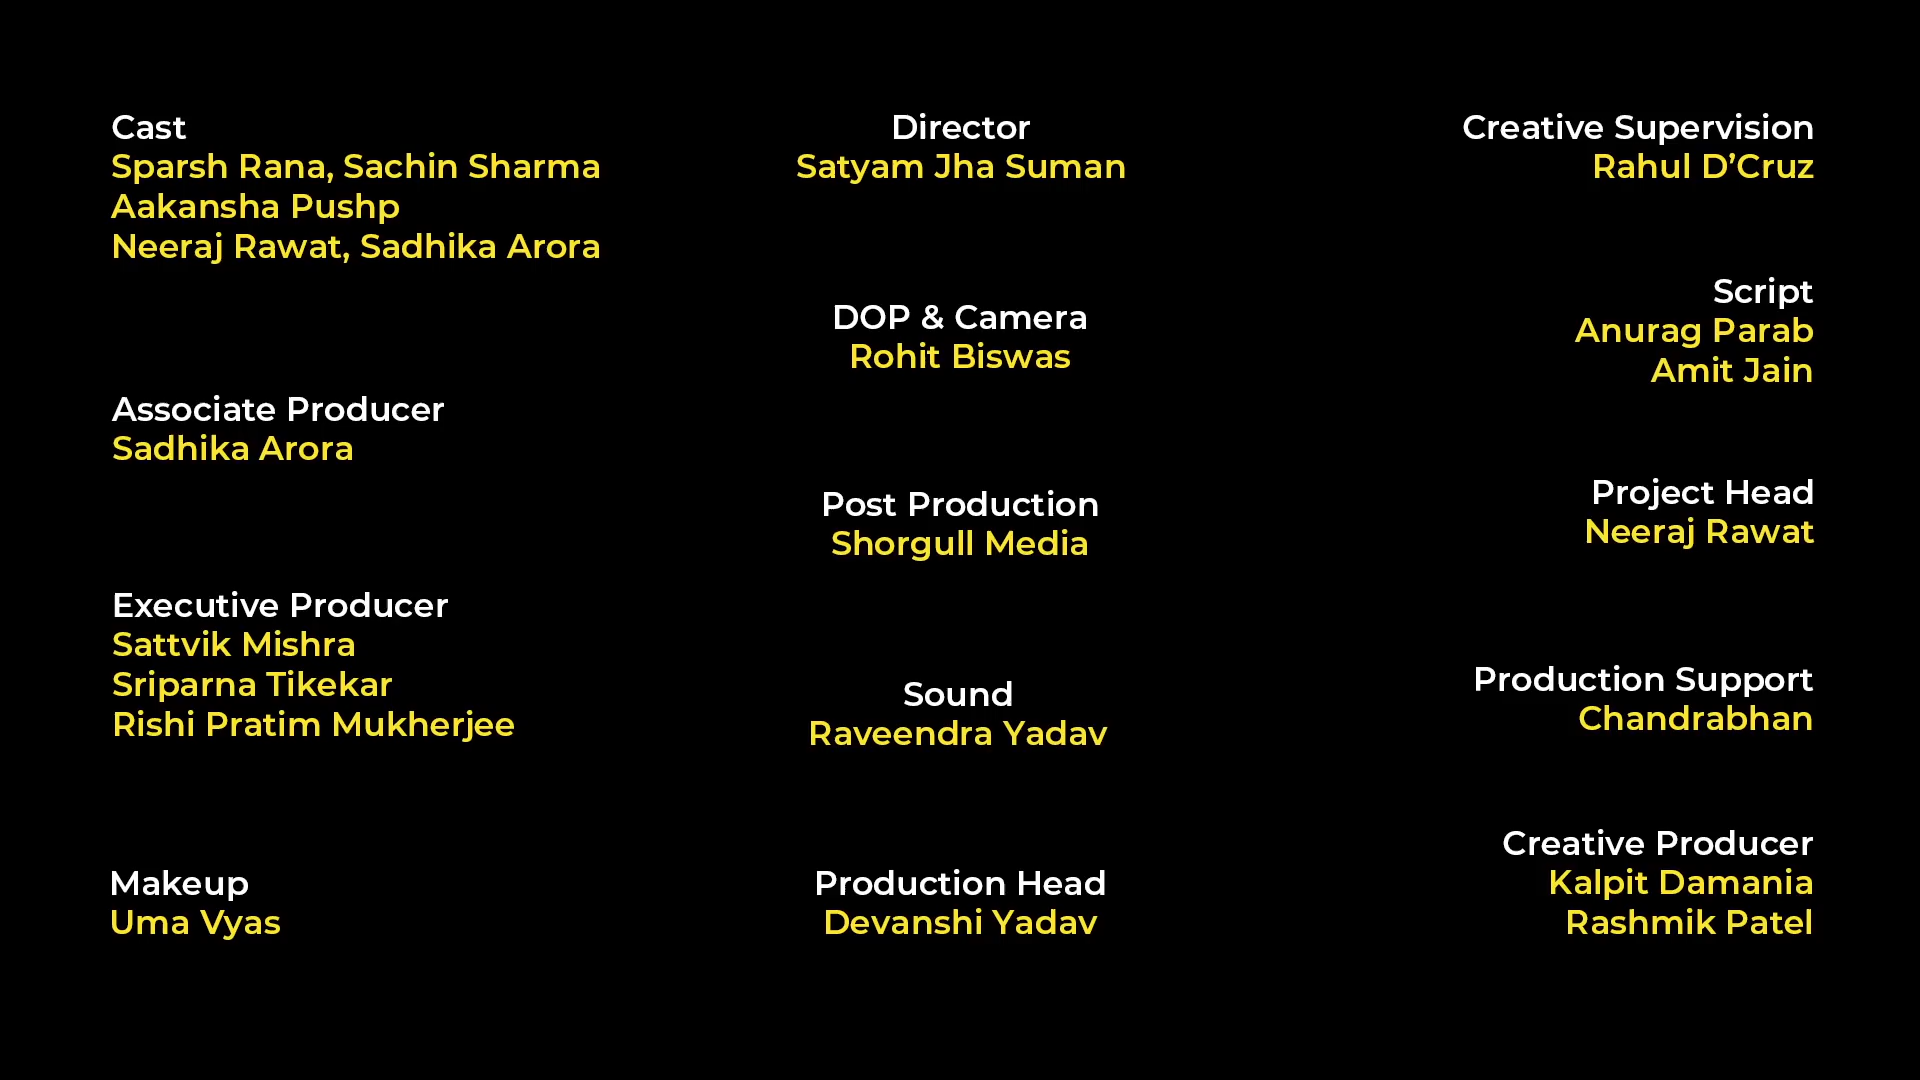 Cast
Sparsh Rana, Sachin Sharma
Aakansha Pushp
Neeraj Rawat, Sadhika Arora
Associate Producer
Sadhika Arora
Executive Producer
Sattvik Mishra
Sriparna Tikekar
Rishi Pratim Mukherjee
Makeup
Uma Vyas
Director
Satyam Jha Suman
DOP & Camera
Rohit Biswas
Post Production
Shorgull Media
Sound
Raveendra Yadav
Production Head
Devanshi Yadav
Creative Supervision
Rahul D’Cruz
Script
Anurag Parab
Amit Jain
Project Head
Neeraj Rawat
Production Support
Chandrabhan
Creative Producer
Kalpit Damania
Rashmik Patel